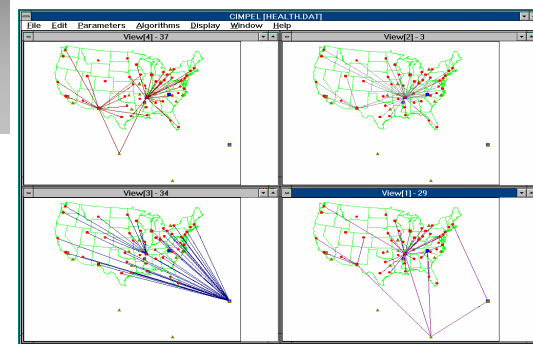 CIMPEL [HEALTH.DAT]
File Edit Parameters Algorithms Display Window Help
View[4] - 37
View[2] - 3
View[3] - 34
View[1] - 29